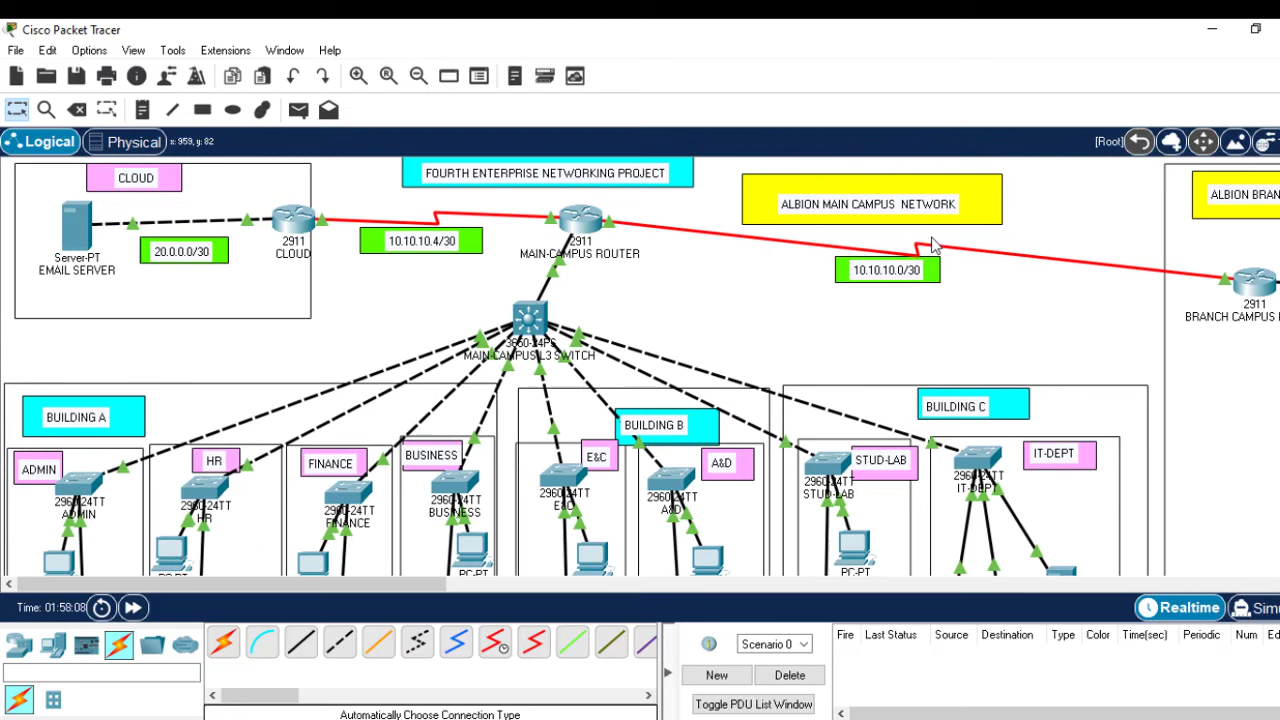 Cisco Packet Tracer
File Edit Options View Tools Extensions Window Help
Logical Physical x: 959, y: 82 [Root]
CLOUD
FOURTH ENTERPRISE NETWORKING PROJECT
ALBION MAIN CAMPUS NETWORK
ALBION BRAN
Server-PT
EMAIL SERVER
20.0.0.0/30
2911
CLOUD
10.10.10.4/30
2911
MAIN-CAMPUS ROUTER
10.10.10.0/30
2911
BRANCH CAMPUS
3650-24PS
MAIN-CAMPUS L3 SWITCH
BUILDING A
BUILDING B
BUILDING C
ADMIN
2960-24TT
ADMIN
HR
2960-24TT
HR
FINANCE
2960-24TT
FINANCE
BUSINESS
2960-24TT
BUSINESS
E&C
2960-24TT
E&C
A&D
2960-24TT
A&D
STUD-LAB
2960-24TT
STUD-LAB
IT-DEPT
2960-24TT
IT-DEPT
PC-PT
PC-PT
PC-PT
Time: 01:58:08
Realtime
Scenario 0
New Delete
Toggle PDU List Window
Fire Last Status Source Destination Type Color Time(sec) Periodic Num
Automatically Choose Connection Type